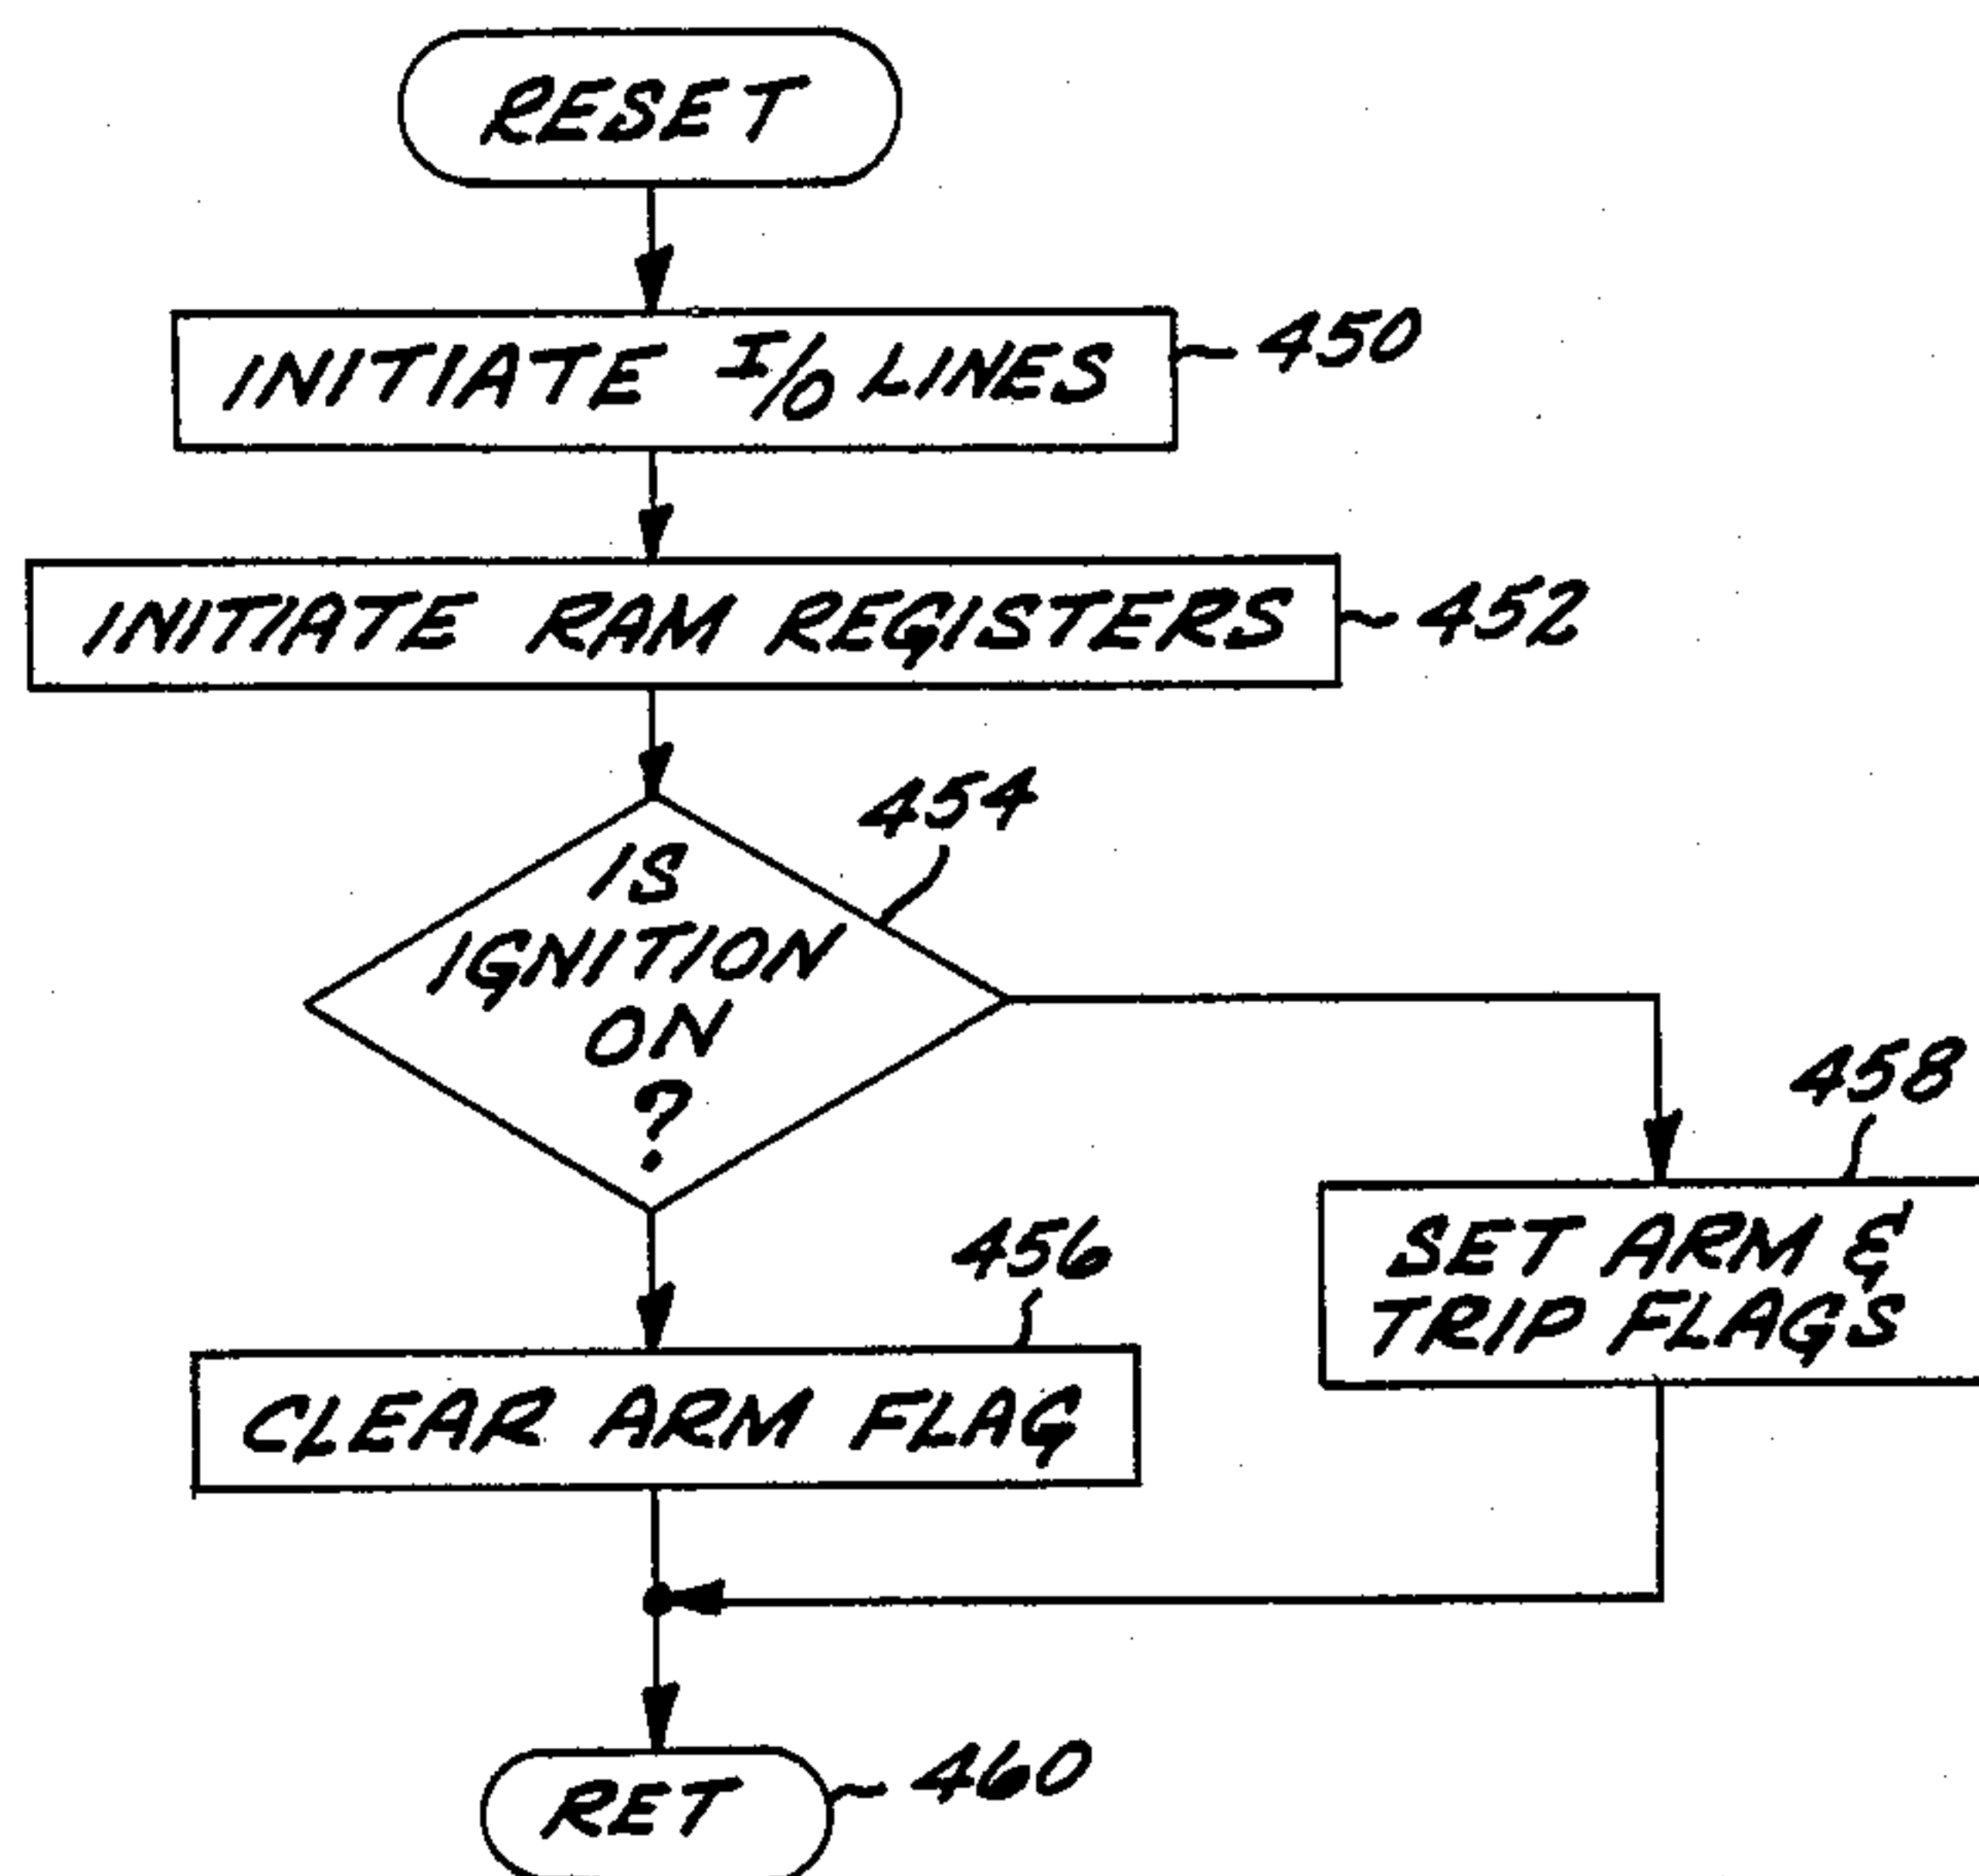 RESET
INITIATE I/O LINES
450
INITIATE RAM REGISTERS
452
454
IS
IGNITION
ON
?
458
SET ARM &
TRIP FLAGS
456
CLEAR ARM FLAG
RET
460